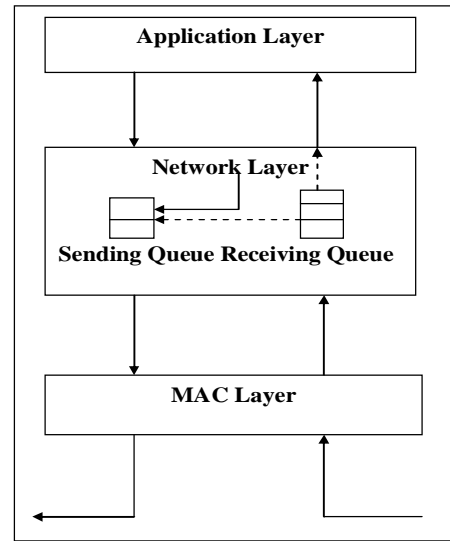 Application Layer
Network Layer
Sending Queue Receiving Queue
MAC Layer